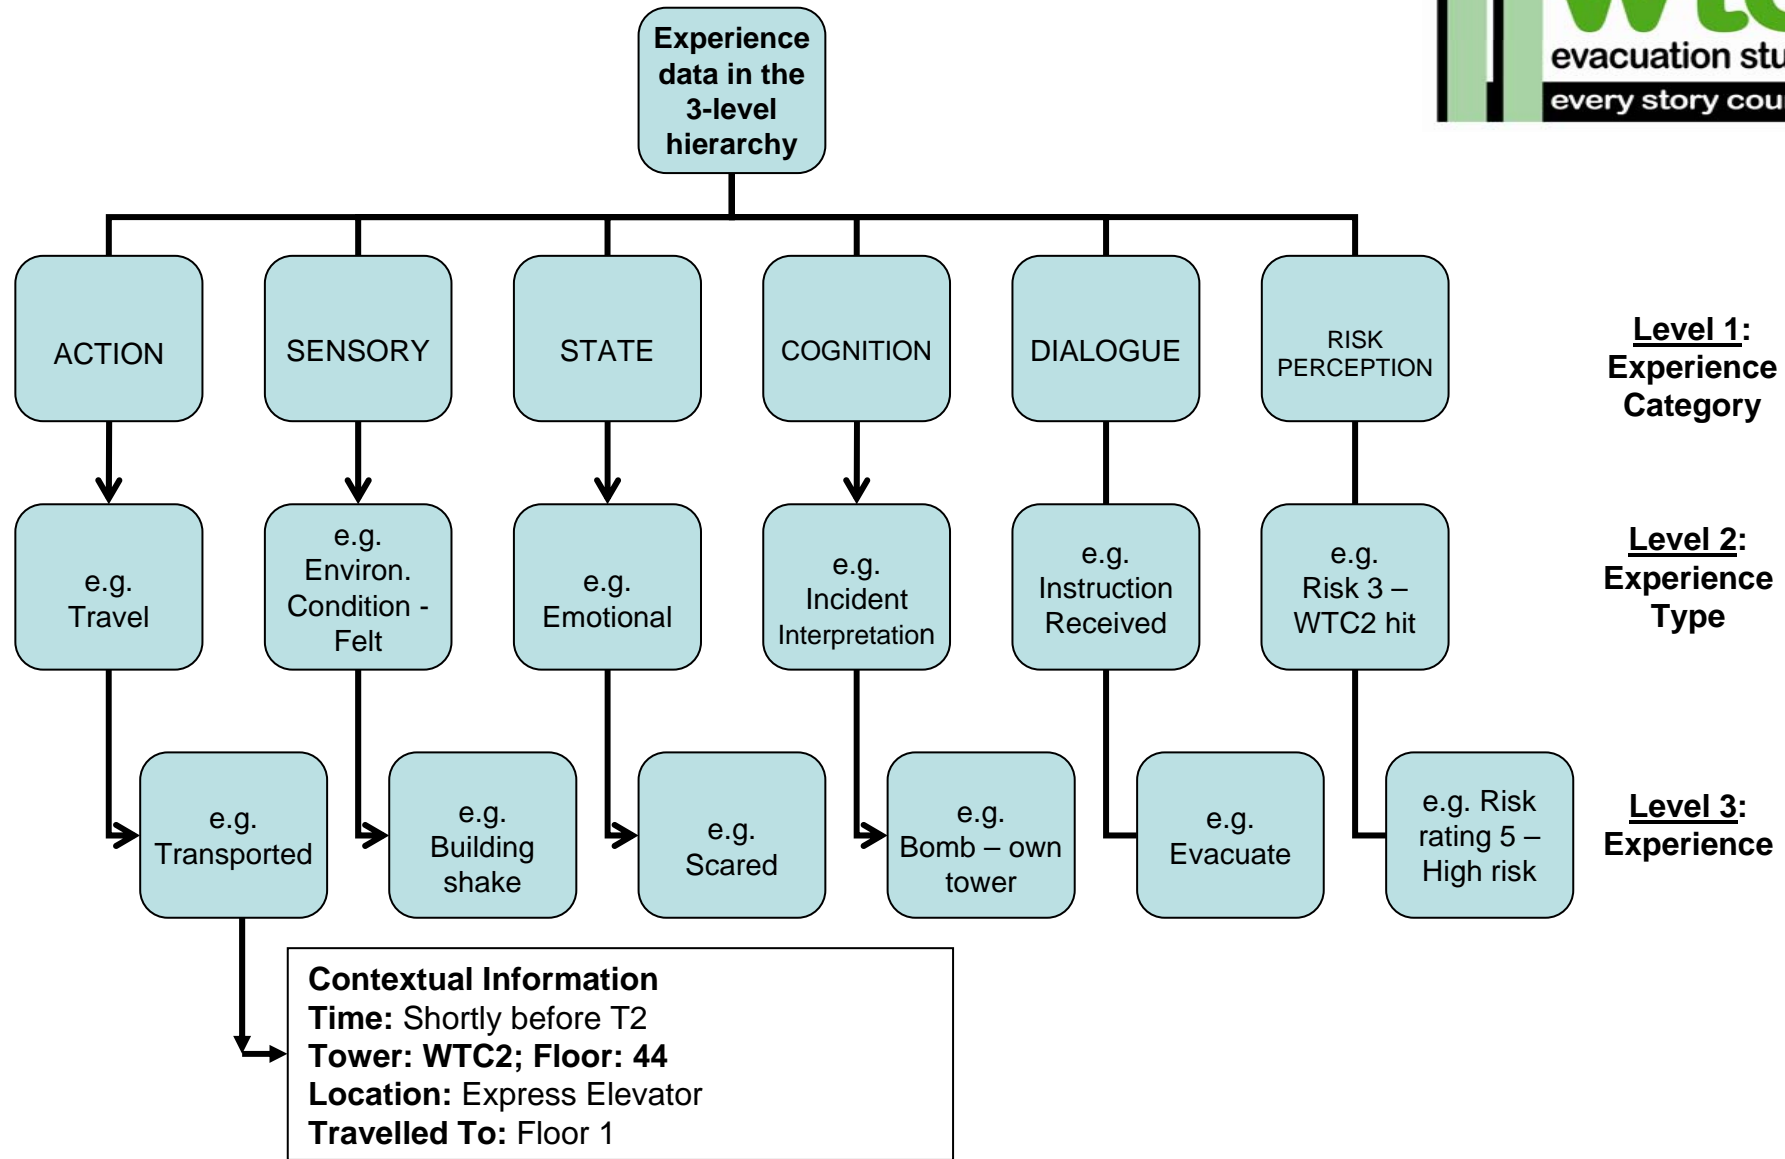 evacuation
every story
Experience
data in the
3-level
hierarchy
ACTION
SENSORY
STATE
COGNITION
DIALOGUE
RISK
PERCEPTION
Level 1:
Experience
Category
e.g.
Travel
e.g.
Environ.
Condition -
Felt
e.g.
Emotional
e.g.
Incident
Interpretation
e.g.
Instruction
Received
e.g.
Risk 3 –
WTC2 hit
Level 2:
Experience
Type
e.g.
Transported
e.g.
Building
shake
e.g.
Scared
e.g.
Bomb – own
tower
e.g.
Evacuate
e.g. Risk
rating 5 –
High risk
Level 3:
Experience
Contextual Information
Time: Shortly before T2
Tower: WTC2; Floor: 44
Location: Express Elevator
Travelled To: Floor 1